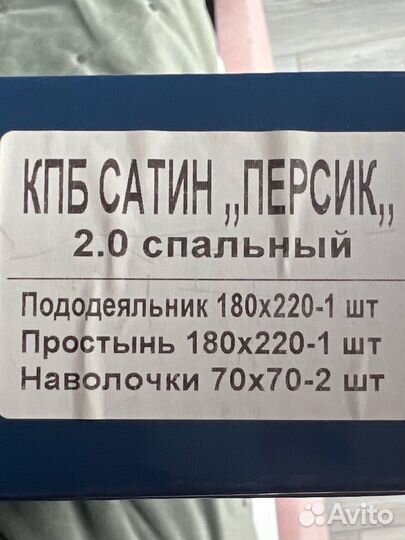 КПБ САТИН ,,ПЕРСИК,,
2.0 спальный
Пододеяльник 180х220-1 шт
Простынь 180х220-1 шт
Наволочки 70х70-2 шт
Avito